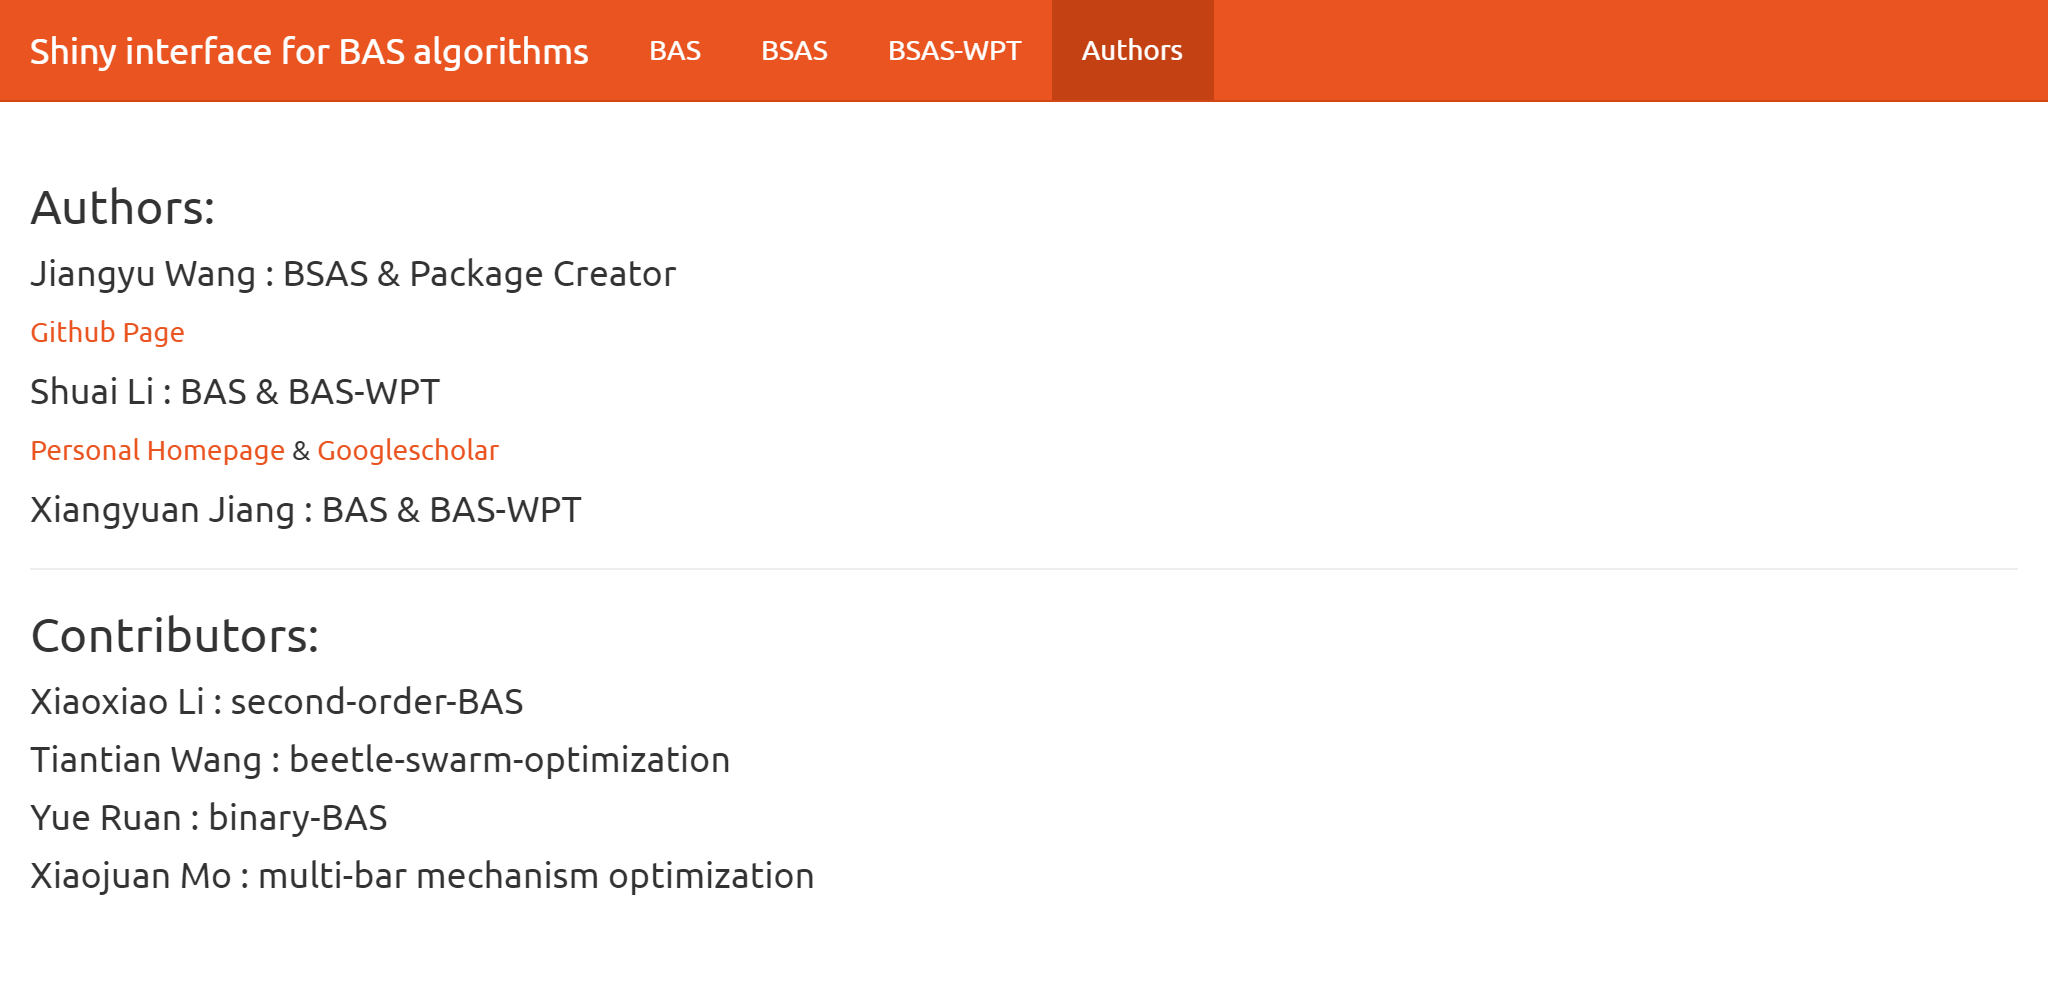 Shiny interface for BAS algorithms BAS BSAS BSAS-WPT Authors
Authors:
Jiangyu Wang : BSAS & Package Creator
Github Page
Shuai Li : BAS & BAS-WPT
Personal Homepage & Googlescholar
Xiangyuan Jiang : BAS & BAS-WPT
Contributors:
Xiaoxiao Li : second-order-BAS
Tiantian Wang : beetle-swarm-optimization
Yue Ruan : binary-BAS
Xiaojuan Mo : multi-bar mechanism optimization